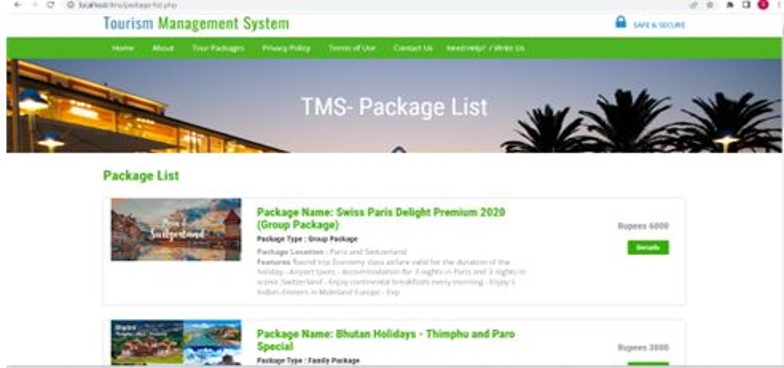 localhost/tms/package-list.php
Tourism Management System
SAFE & SECURE
Home About Tour Packages Privacy Policy Terms of Use Contact Us Need Help? / Write Us
TMS- Package List
Package List
Package Name: Swiss Paris Delight Premium 2020
(Group Package)
Rupees 6000
Package Type : Group Package
Details
Package Location : Paris and Switzerland
Features Round trip Economy class airfare valid for the duration of the
holiday - Airport taxes - Accommodation for 3 nights in Paris and 3 nights in
scenic Switzerland - Enjoy continental breakfasts every morning - Enjoy 5
Indian dinners in Mainland Europe - Exp
Switzerland
Package Name: Bhutan Holidays - Thimphu and Paro
Special
Rupees 3000
Package Type : Family Package
Bhutan